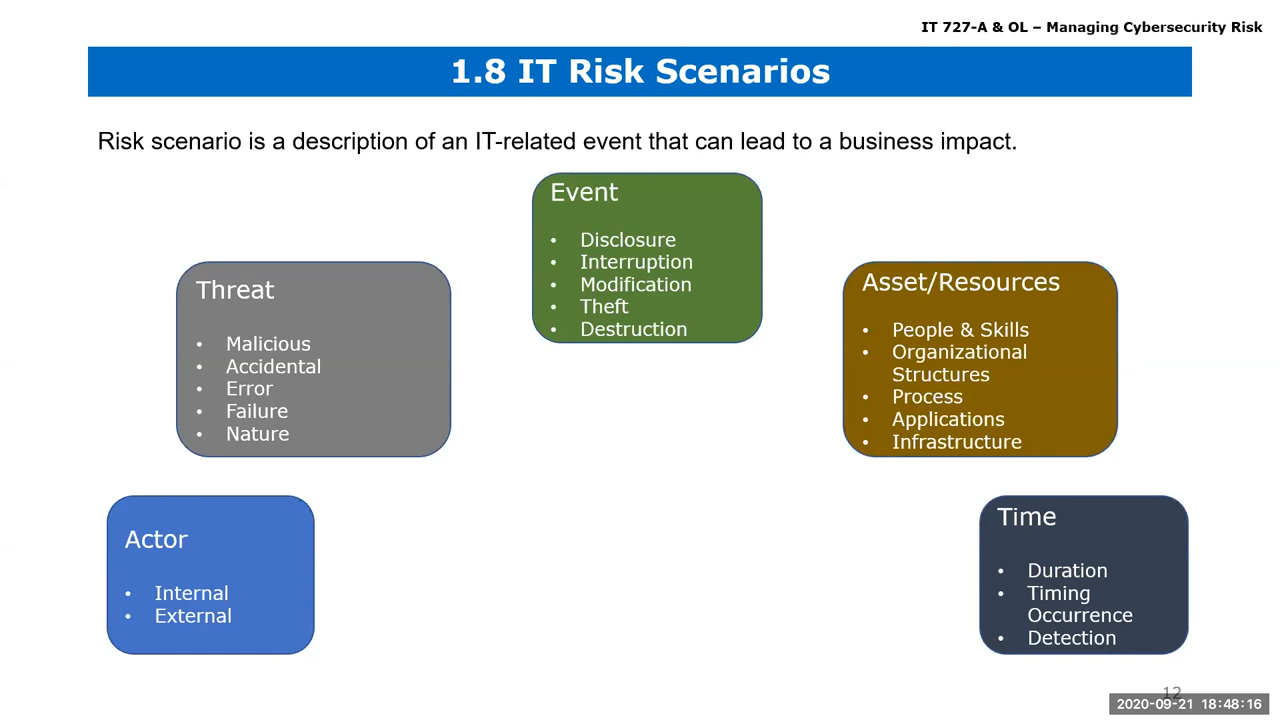 IT 727-A & OL – Managing Cybersecurity Risk
1.8 IT Risk Scenarios
Risk scenario is a description of an IT-related event that can lead to a business impact.
Event
• Disclosure
• Interruption
• Modification
• Theft
• Destruction
Threat
• Malicious
• Accidental
• Error
• Failure
• Nature
Asset/Resources
• People & Skills
• Organizational
Structures
• Process
• Applications
• Infrastructure
Actor
• Internal
• External
Time
• Duration
• Timing
Occurrence
• Detection
12
2020-09-21 18:48:16